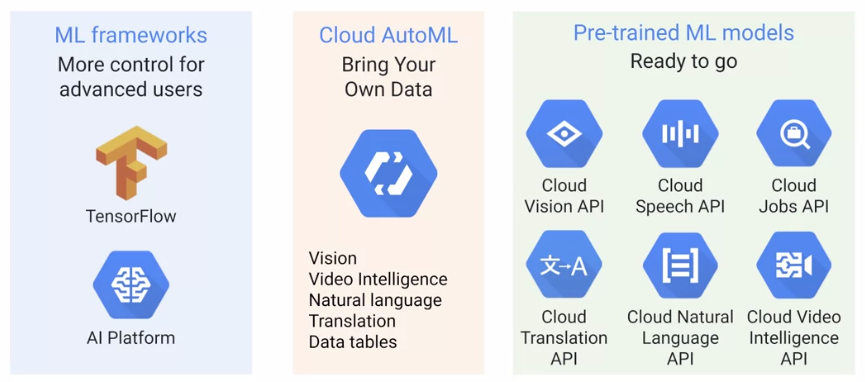 ML frameworks
More control for
advanced users
TensorFlow
AI Platform
Cloud AutoML
Bring Your
Own Data
Vision
Video Intelligence
Natural language
Translation
Data tables
Pre-trained ML models
Ready to go
Cloud
Vision API
Cloud
Speech API
Cloud
Jobs API
文→A
Cloud
Translation
API
Cloud Natural
Language
API
Cloud Video
Intelligence
API